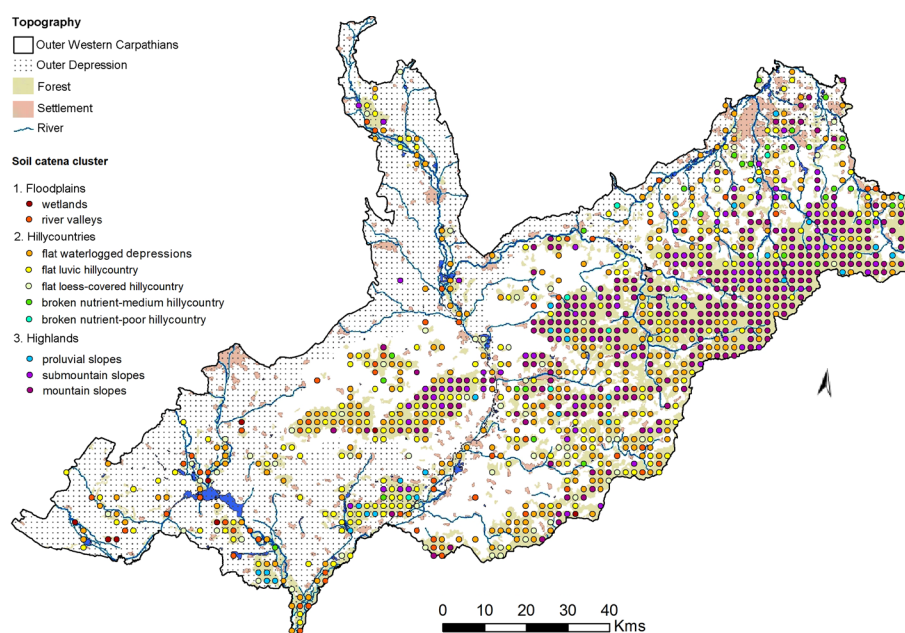 Topography
Outer Western Carpathians
Outer Depression
Forest
Settlement
River
Soil catena cluster
1. Floodplains
wetlands
river valleys
2. Hillycountries
flat waterlogged depressions
flat luvic hillycountry
flat loess-covered hillycountry
broken nutrient-medium hillycountry
broken nutrient-poor hillycountry
3. Highlands
proluvial slopes
submountain slopes
mountain slopes
0 10 20 30 40
Kms